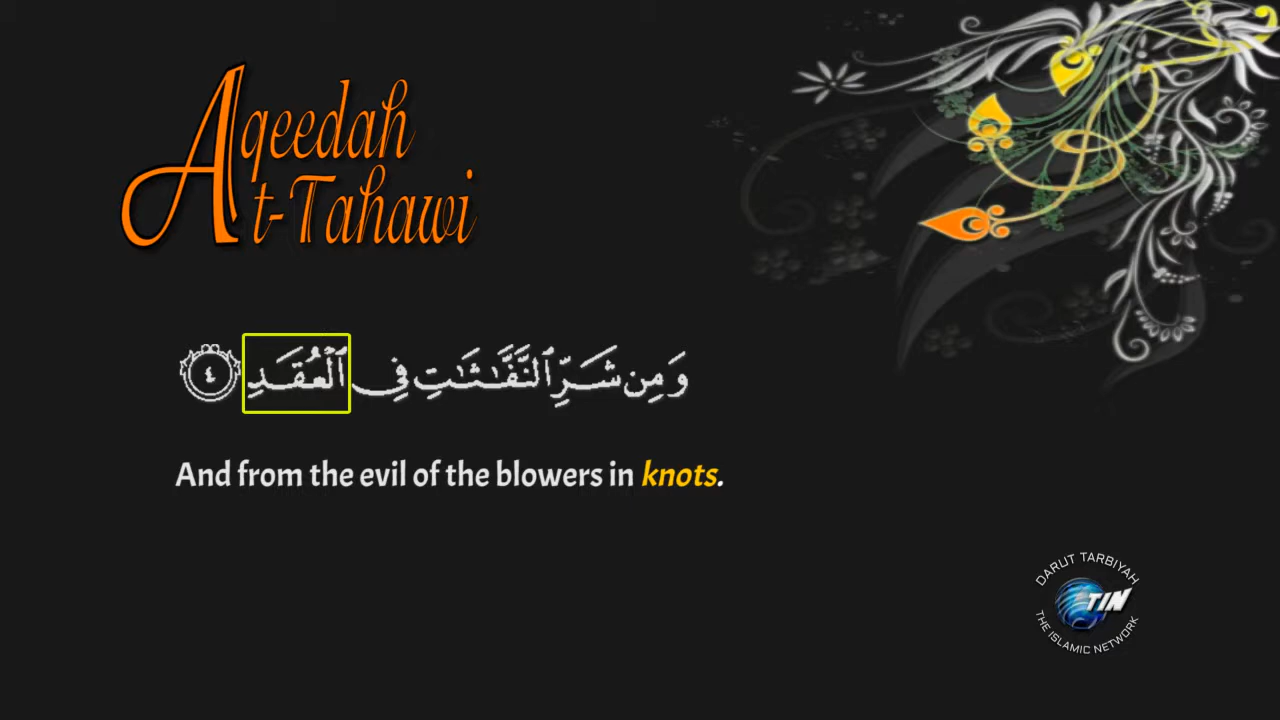 Aqeedah
At-Tahawi
وَمِن شَرِّ ٱلنَّفَّـٰثَـٰتِ فِى ٱلْعُقَدِ ٤
And from the evil of the blowers in knots.
DARUT TARBIYAH
TIN
THE ISLAMIC NETWORK